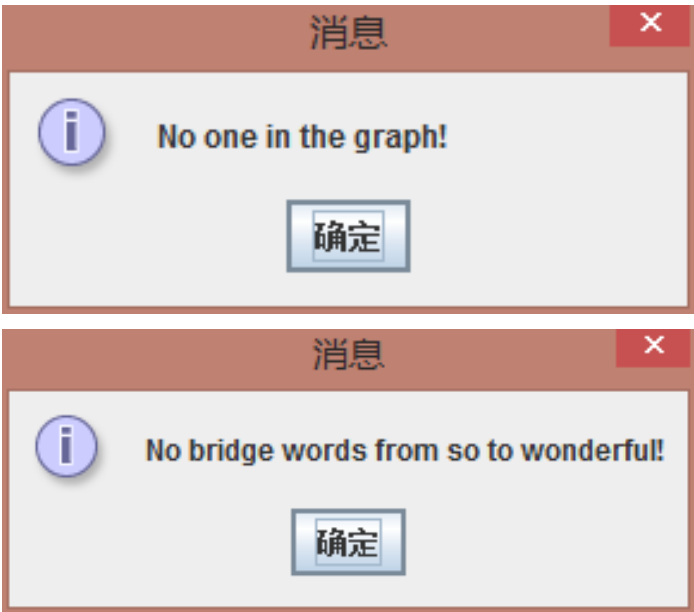 消息
No one in the graph!
确定
消息
No bridge words from so to wonderful!
确定